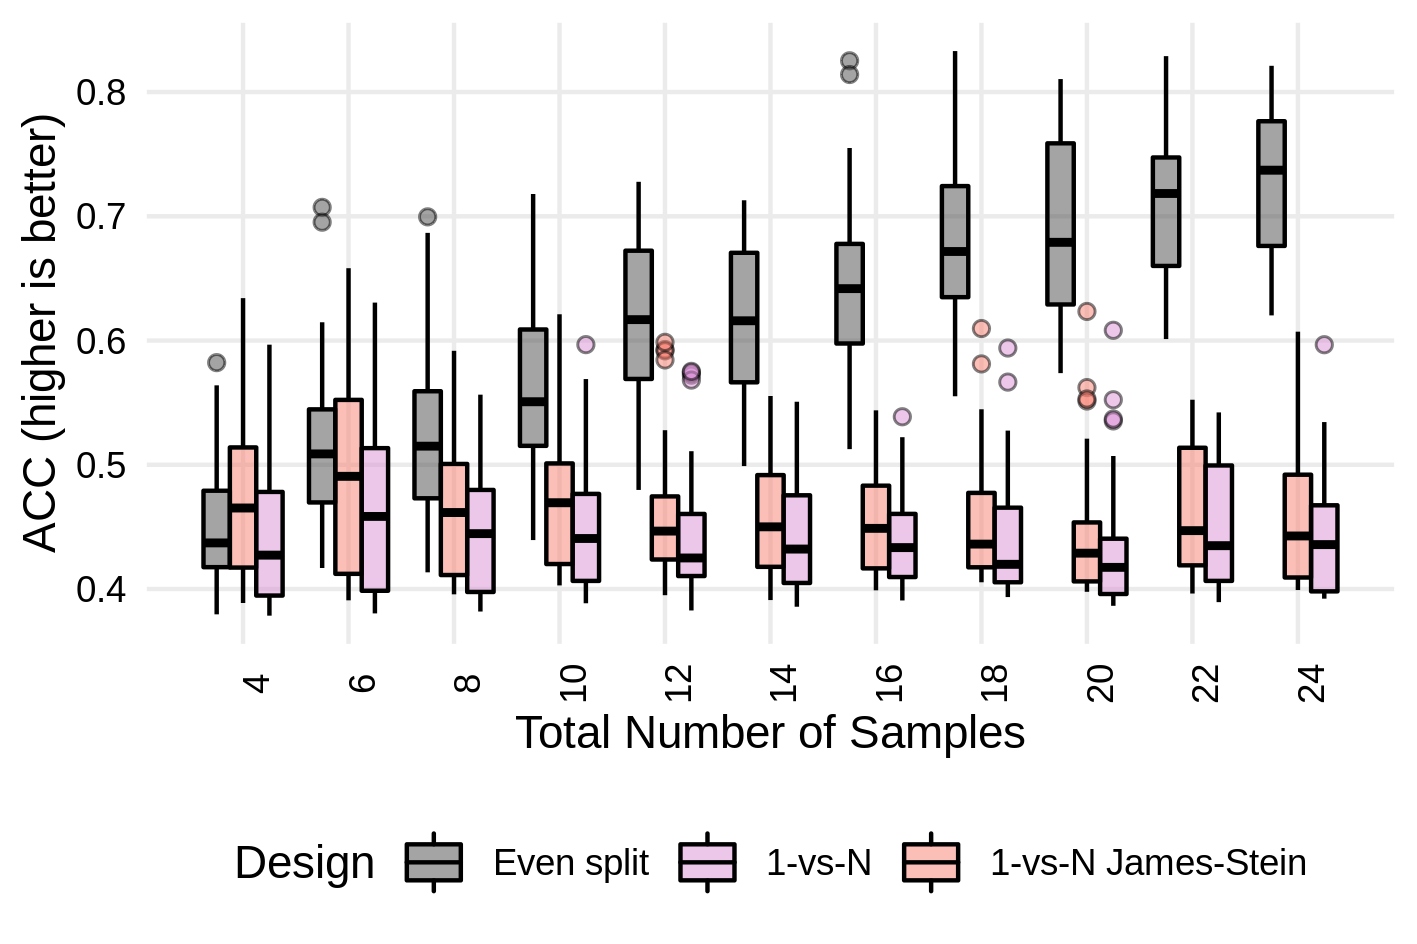 ACC (higher is better)
0.8
0.7
0.6
0.5
0.4
4 6 8 10 12 14 16 18 20 22 24
Total Number of Samples
Design Even split 1-vs-N 1-vs-N James-Stein